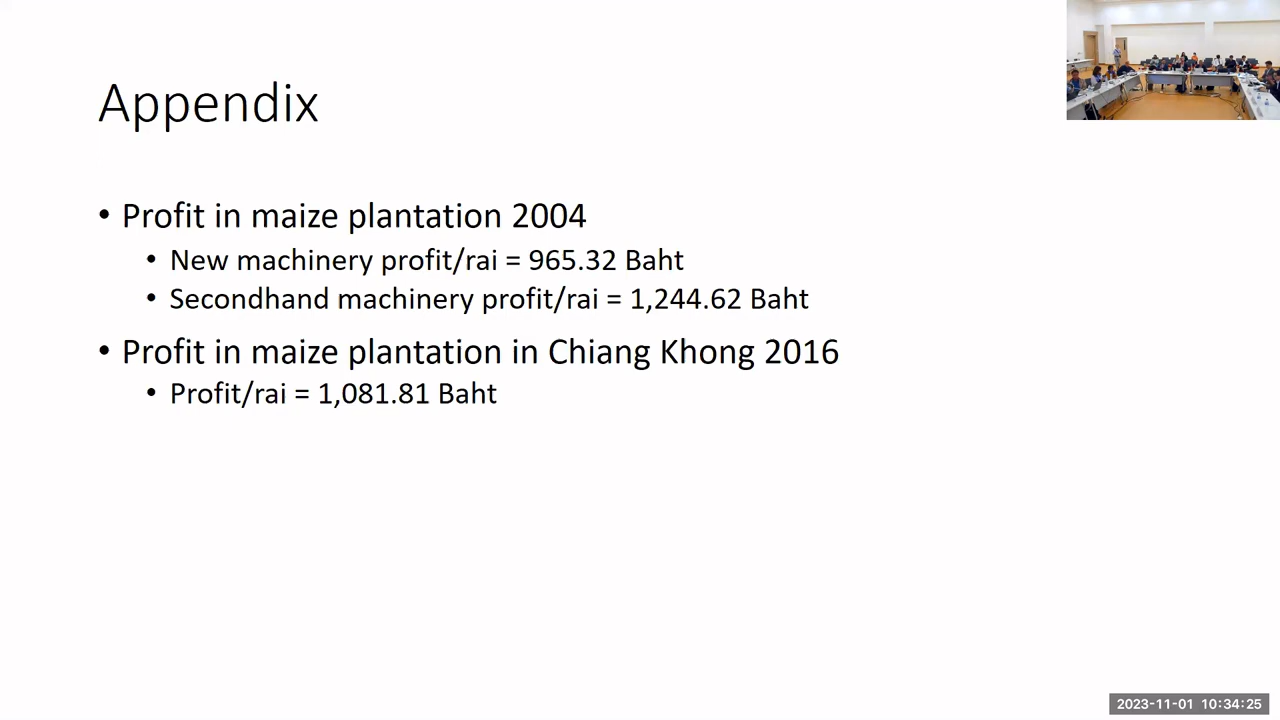 Appendix
• Profit in maize plantation 2004
• New machinery profit/rai = 965.32 Baht
• Secondhand machinery profit/rai = 1,244.62 Baht
• Profit in maize plantation in Chiang Khong 2016
• Profit/rai = 1,081.81 Baht
2023-11-01 10:34:25